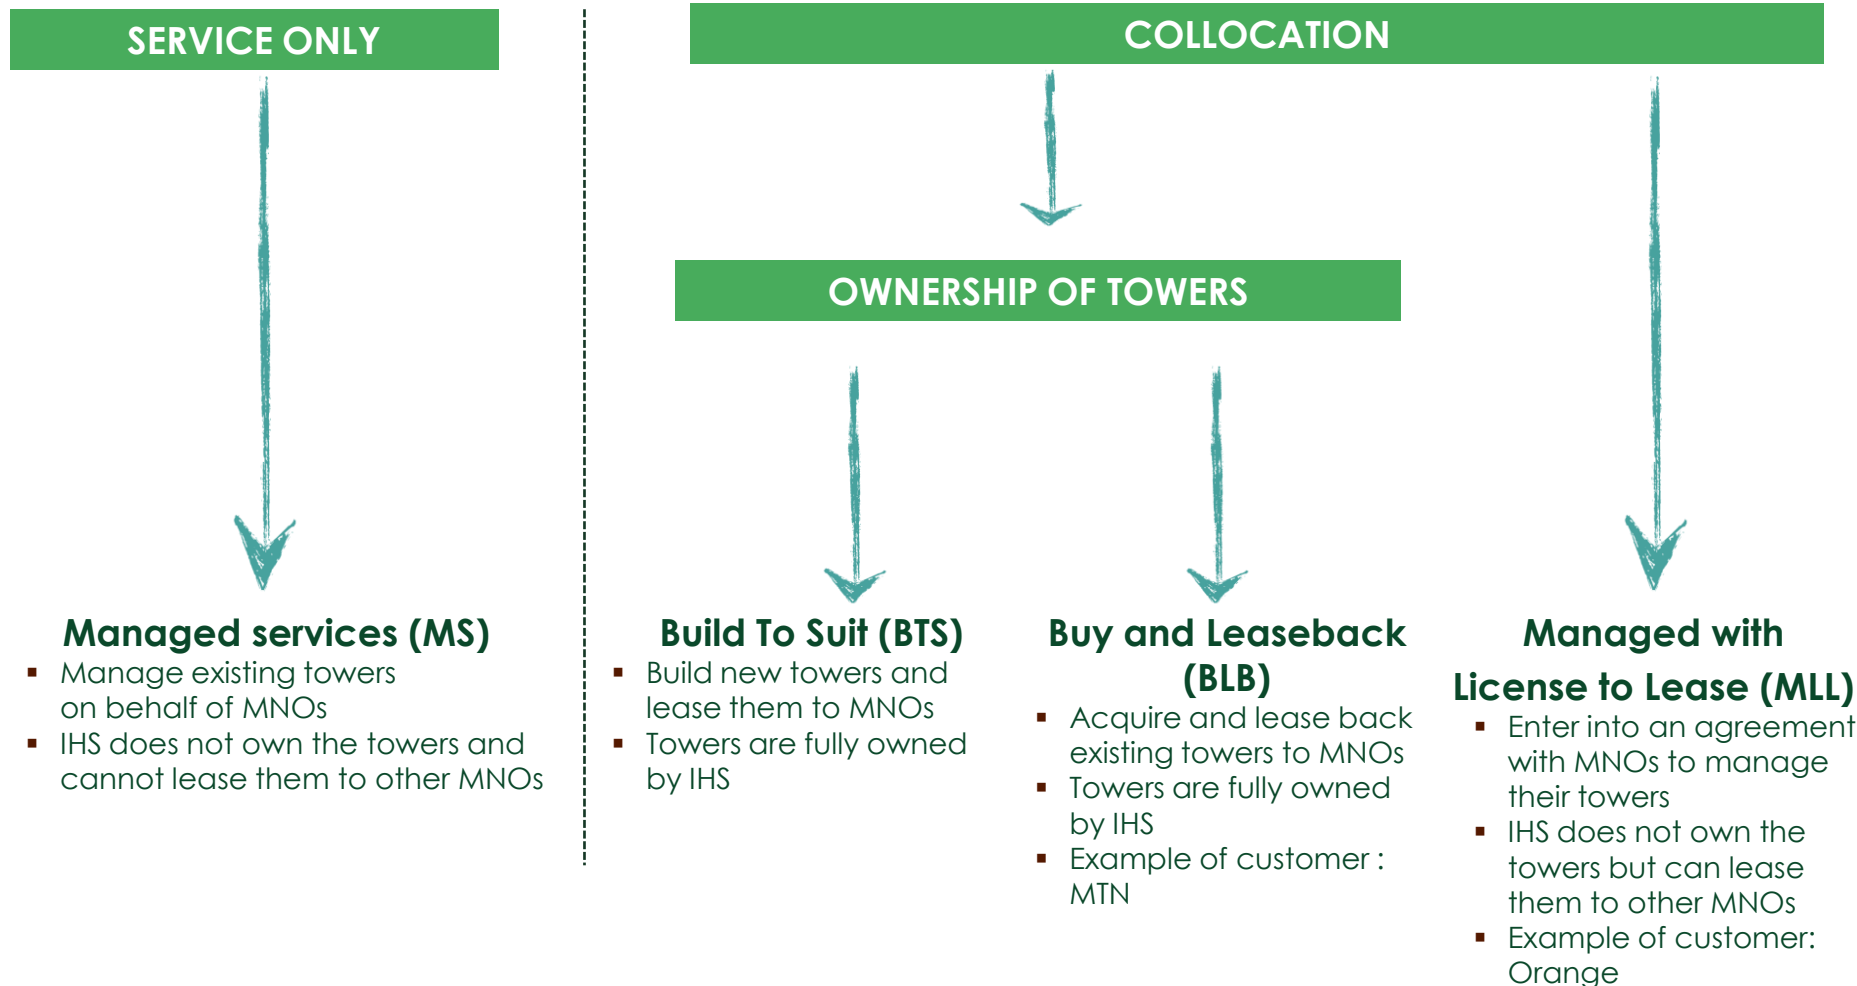 SERVICE ONLY
COLLOCATION
OWNERSHIP OF TOWERS
Managed services (MS)
▪ Manage existing towers
on behalf of MNOs
▪ IHS does not own the towers and
cannot lease them to other MNOs
Build To Suit (BTS)
▪ Build new towers and
lease them to MNOs
▪ Towers are fully owned
by IHS
Buy and Leaseback
(BLB)
▪ Acquire and lease back
existing towers to MNOs
▪ Towers are fully owned
by IHS
▪ Example of customer :
MTN
Managed with
License to Lease (MLL)
▪ Enter into an agreement
with MNOs to manage
their towers
▪ IHS does not own the
towers but can lease
them to other MNOs
▪ Example of customer:
Orange